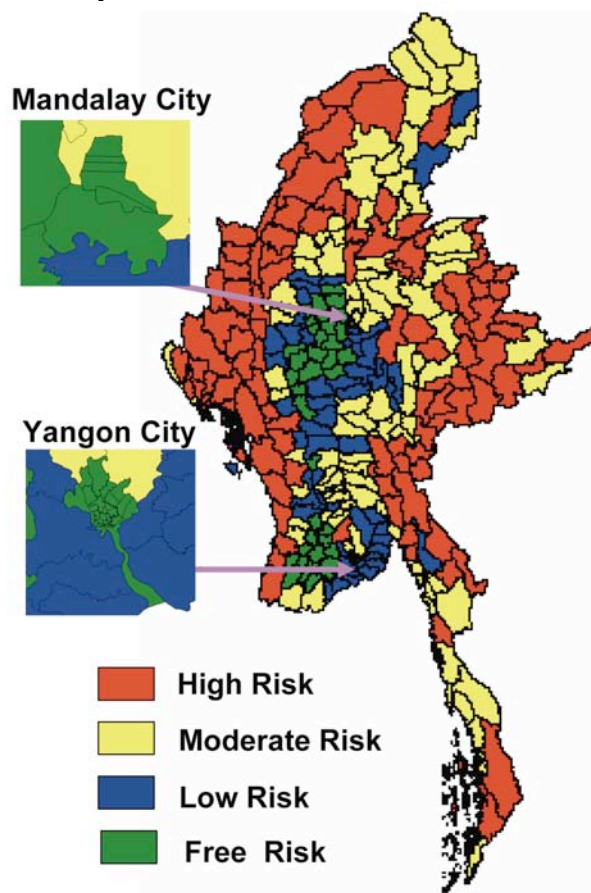 Mandalay City
Yangon City
High Risk
Moderate Risk
Low Risk
Free Risk